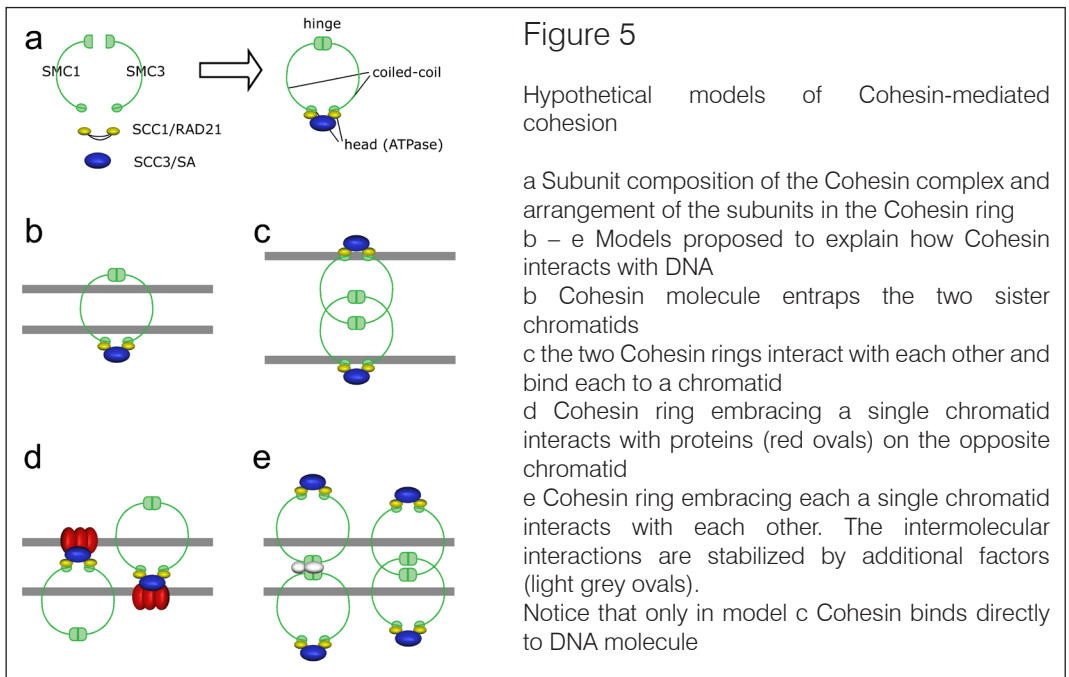 a
hinge
SMC1
SMC3
coiled-coil
SCC1/RAD21
head (ATPase)
SCC3/SA
b
c
d
e
Figure 5
Hypothetical models of Cohesin-mediated
cohesion
a Subunit composition of the Cohesin complex and
arrangement of the subunits in the Cohesin ring
b – e Models proposed to explain how Cohesin
interacts with DNA
b Cohesin molecule entraps the two sister
chromatids
c the two Cohesin rings interact with each other and
bind each to a chromatid
d Cohesin ring embracing a single chromatid
interacts with proteins (red ovals) on the opposite
chromatid
e Cohesin ring embracing each a single chromatid
interacts with each other. The intermolecular
interactions are stabilized by additional factors
(light grey ovals).
Notice that only in model c Cohesin binds directly
to DNA molecule